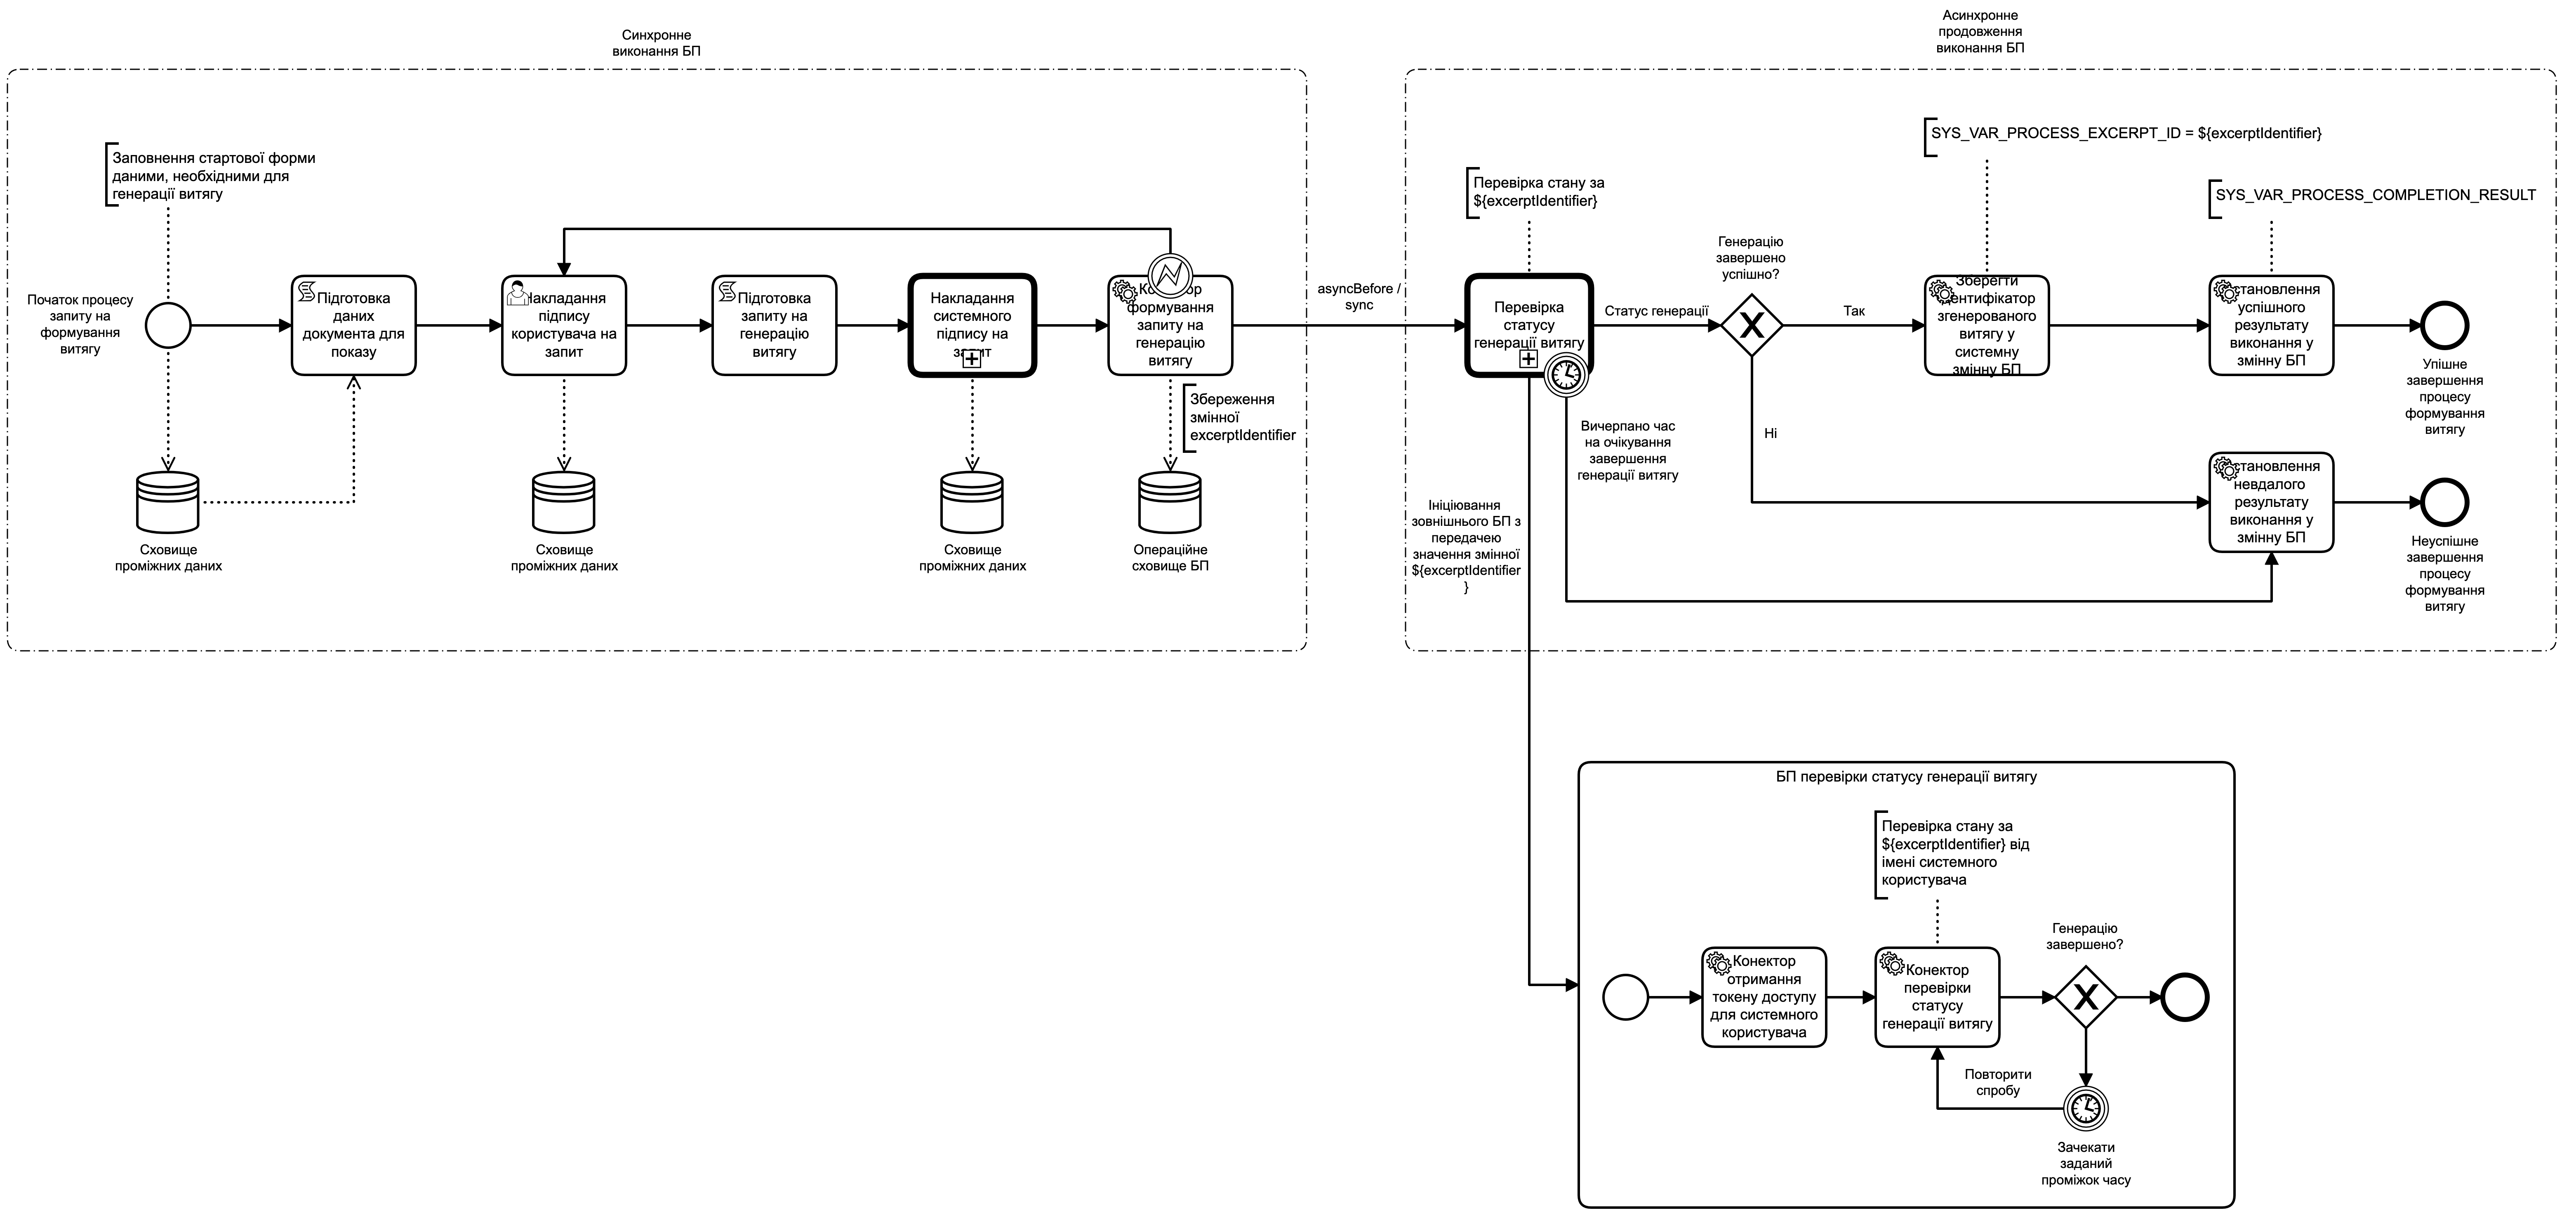 Синхронне
виконання БП
Асинхронне
продовження
виконання БП
Заповнення стартової форми
даними, необхідними для
генерації витягу
Початок процесу
запиту на
формування
витягу
Підготовка
даних
документа для
показу
Накладання
підпису
користувача на
запит
Підготовка
запиту на
генерацію
витягу
Накладання
системного
підпису на
запит
формування
запиту на
генерацію
витягу
Збереження
змінної
excerptIdentifier
Сховище
проміжних даних
Сховище
проміжних даних
Сховище
проміжних даних
Операційне
сховище БП
asyncBefore /
sync
Перевірка стану за
${excerptIdentifier}
Перевірка
статусу
генерації витягу
Статус генерації
Генерацію
завершено
успішно?
Так
Ні
SYS_VAR_PROCESS_EXCERPT_ID = ${excerptIdentifier}
Зберегти
ідентифікатор
згенерованого
витягу у
системну
змінну БП
SYS_VAR_PROCESS_COMPLETION_RESULT
становлення
успішного
результату
виконання у
змінну БП
Упішне
завершення
процесу
формування
витягу
Вичерпано час
на очікування
завершення
генерації витягу
становлення
невдалого
результату
виконання у
змінну БП
Неуспішне
завершення
процесу
формування
витягу
Ініціювання
зовнішнього БП з
передачею
значення змінної
${excerptIdentifier
}
БП перевірки статусу генерації витягу
Перевірка стану за
${excerptIdentifier} від
імені системного
користувача
Конектор
отримання
токену доступу
для системного
користувача
Конектор
перевірки
статусу
генерації витягу
Генерацію
завершено?
Повторити
спробу
Зачекати
заданий
проміжок часу